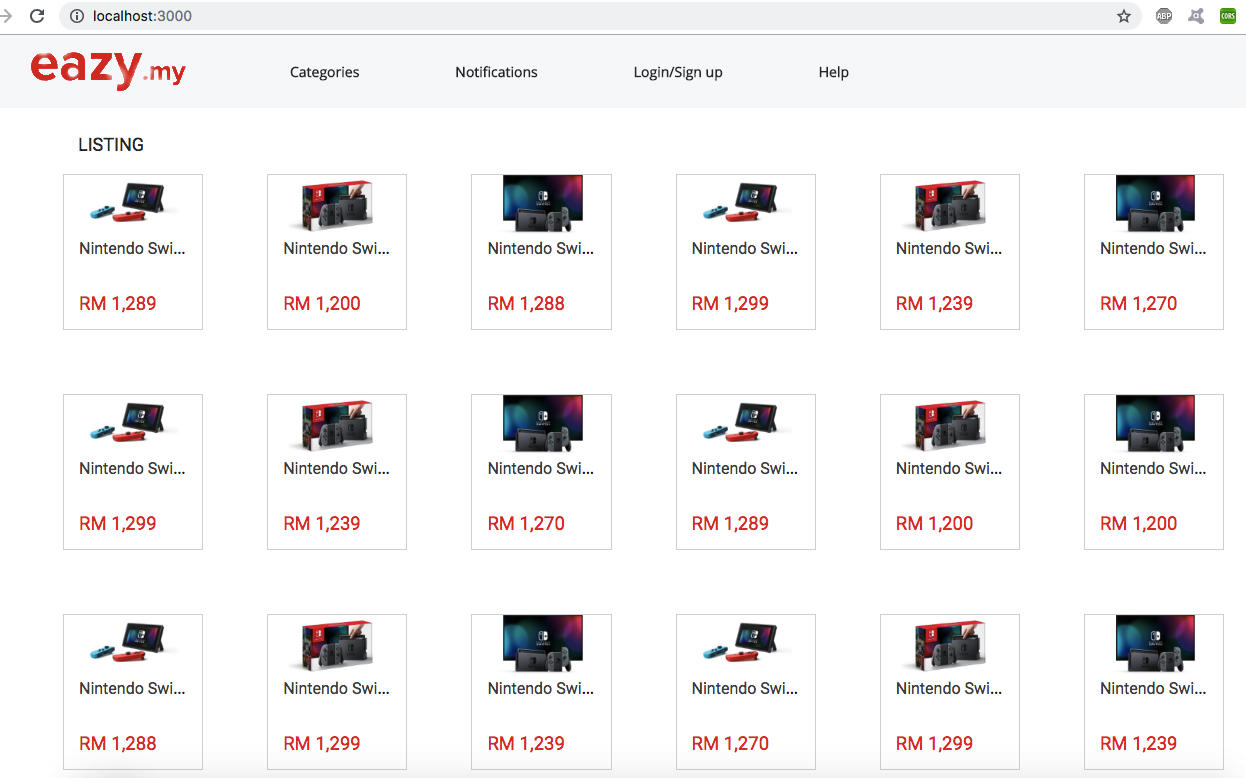 localhost:3000
ABP
CORS
eazy.my
Categories Notifications Login/Sign up Help
LISTING
Nintendo Swi... Nintendo Swi... Nintendo Swi... Nintendo Swi... Nintendo Swi... Nintendo Swi...
RM 1,289 RM 1,200 RM 1,288 RM 1,299 RM 1,239 RM 1,270
Nintendo Swi... Nintendo Swi... Nintendo Swi... Nintendo Swi... Nintendo Swi... Nintendo Swi...
RM 1,299 RM 1,239 RM 1,270 RM 1,289 RM 1,200 RM 1,200
Nintendo Swi... Nintendo Swi... Nintendo Swi... Nintendo Swi... Nintendo Swi... Nintendo Swi...
RM 1,288 RM 1,299 RM 1,239 RM 1,270 RM 1,299 RM 1,239